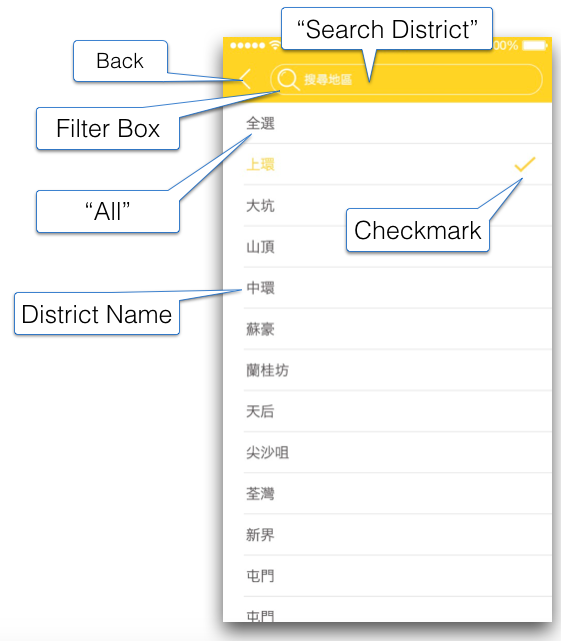 “Search District”
00%
Back
搜尋地區
Filter Box
全選
“All”
上環
大坑
Checkmark
山頂
District Name
中環
蘇豪
蘭桂坊
天后
尖沙咀
荃灣
新界
屯門
屯門